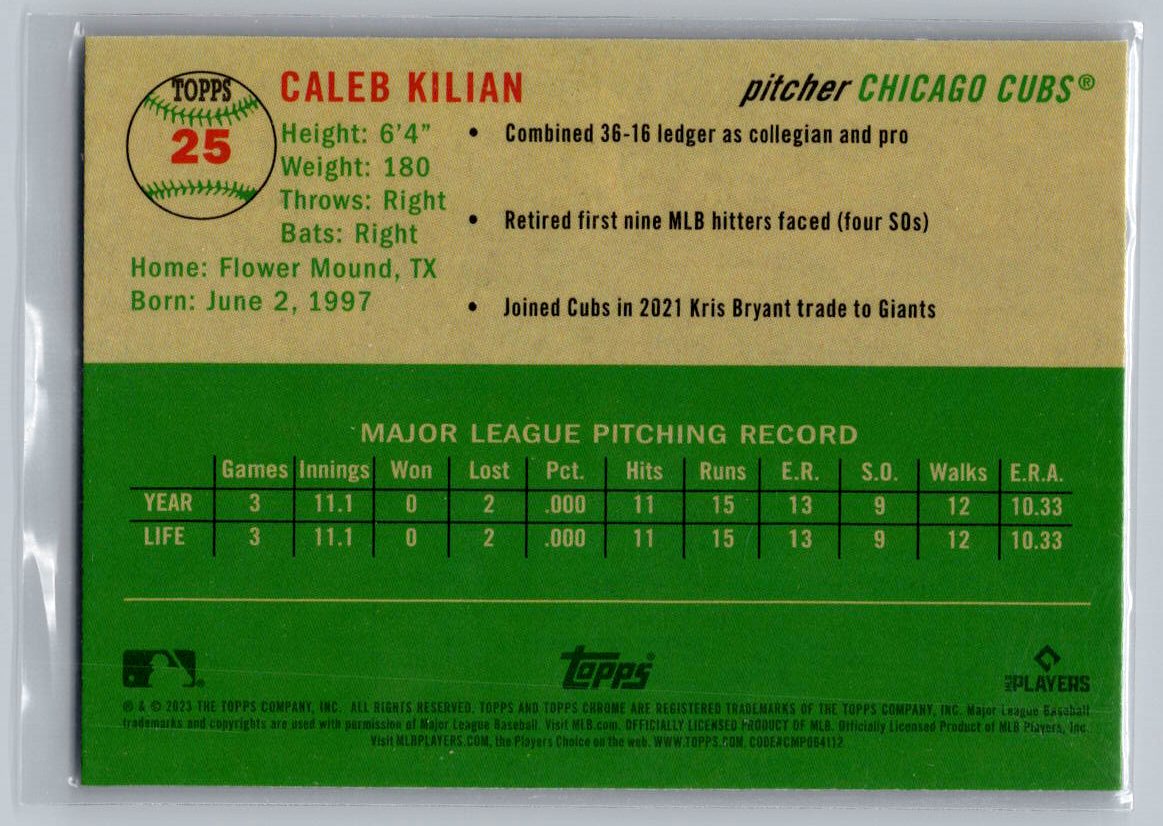 TOPPS
25
CALEB KILIAN
pitcher CHICAGO CUBS®
Height: 6'4"
Weight: 180
Throws: Right
Bats: Right
Home: Flower Mound, TX
Born: June 2, 1997
• Combined 36-16 ledger as collegian and pro
• Retired first nine MLB hitters faced (four SOs)
• Joined Cubs in 2021 Kris Bryant trade to Giants
MAJOR LEAGUE PITCHING RECORD
Games Innings Won Lost Pct. Hits Runs E.R. S.O. Walks E.R.A.
YEAR 3 11.1 0 2 .000 11 15 13 9 12 10.33
LIFE 3 11.1 0 2 .000 11 15 13 9 12 10.33
Topps®
MLB PLAYERS
® & © 2023 THE TOPPS COMPANY, INC. ALL RIGHTS RESERVED. TOPPS AND TOPPS CHROME ARE REGISTERED TRADEMARKS OF THE TOPPS COMPANY, INC. Major League Baseball
trademarks and copyrights are used with permission of Major League Baseball. Visit MLB.com. OFFICIALLY LICENSED PRODUCT OF MLB. Officially Licensed Product of MLB Players, Inc.
Visit MLBPLAYERS.COM, the Players Choice on the web. WWW.TOPPS.COM. CODE#CMP064112